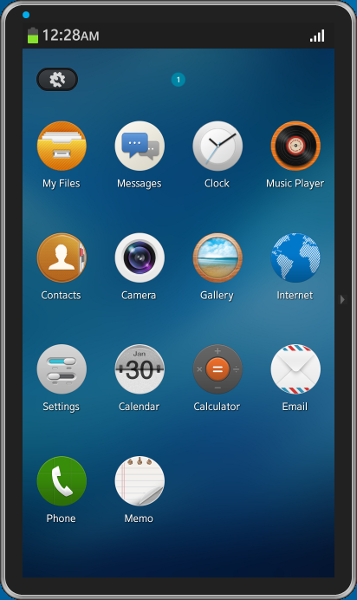 12:28AM
1
My Files Messages Clock Music Player
Contacts Camera Gallery Internet
Jan
30
Settings Calendar Calculator Email
Phone Memo